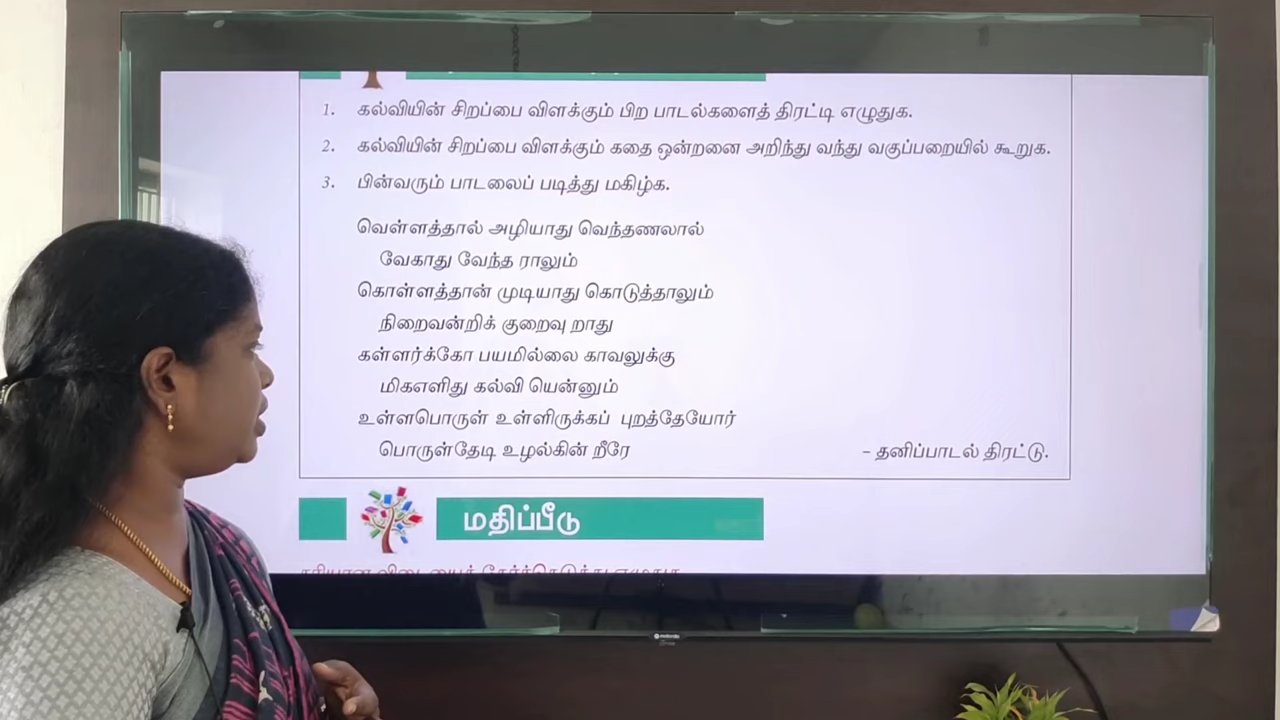 1. கல்வியின் சிறப்பை விளக்கும் பிற பாடல்களைத் திரட்டி எழுதுக.
2. கல்வியின் சிறப்பை விளக்கும் கதை ஒன்றனை அறிந்து வந்து வகுப்பறையில் கூறுக.
3. பின்வரும் பாடலைப் படித்து மகிழ்க.
வெள்ளத்தால் அழியாது வெந்தணலால்
வேகாது வேந்த ராலும்
கொள்ளத்தான் முடியாது கொடுத்தாலும்
நிறைவன்றிக் குறைவு றாது
கள்ளர்க்கோ பயமில்லை காவலுக்கு
மிகஎளிது கல்வி யென்னும்
உள்ளபொருள் உள்ளிருக்கப் புறத்தேயோர்
பொருள்தேடி உழல்கின் றீரே
– தனிப்பாடல் திரட்டு.
மதிப்பீடு
motorola